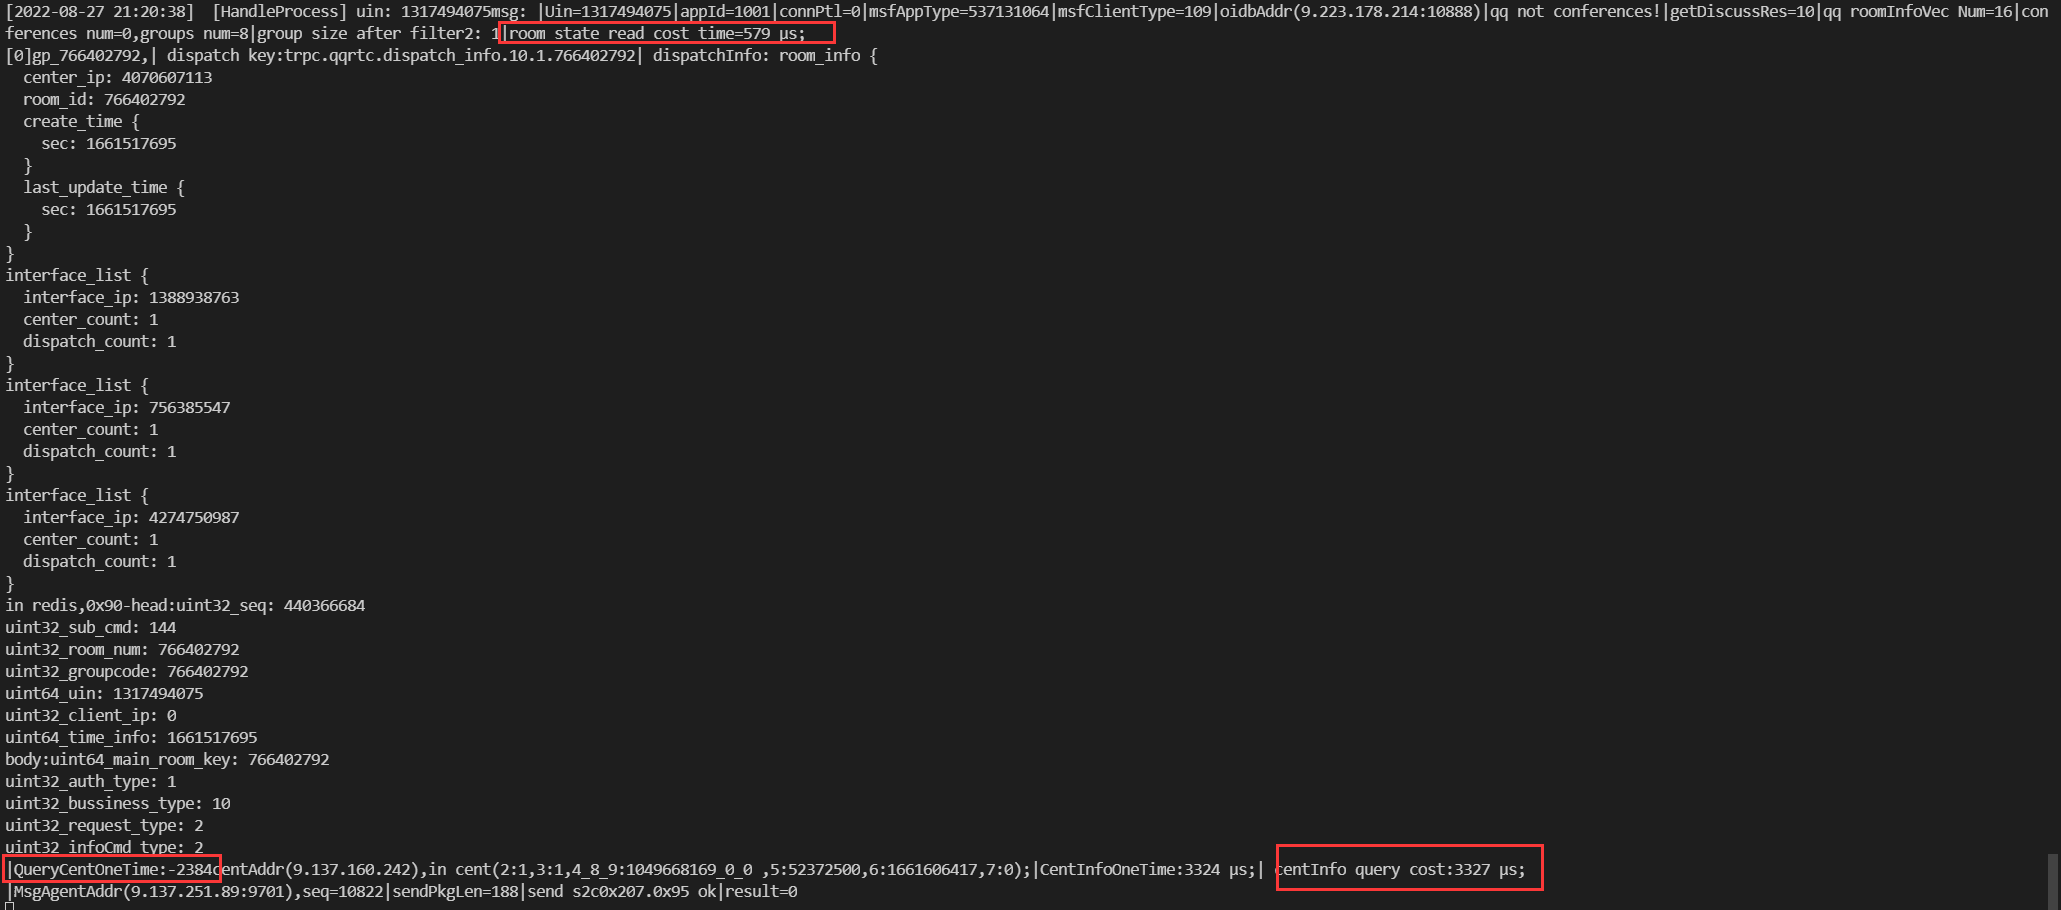 [2022-08-27 21:20:38]  [HandleProcess] uin: 1317494075msg: |Uin=1317494075|appId=1001|connPtl=0|msfAppType=537131064|msfClientType=109|oidbAddr(9.223.178.214:10888)|qq not conferences!|getDiscussRes=10|qq roomInfoVec Num=16|con
ferences num=0,groups num=8|group size after filter2: 1|room state read cost time=579 μs;
[0]gp_766402792,| dispatch key:trpc.qqrtc.dispatch_info.10.1.766402792| dispatchInfo: room_info {
  center_ip: 4070607113
  room_id: 766402792
  create_time {
    sec: 1661517695
  }
  last_update_time {
    sec: 1661517695
  }
}
interface_list {
  interface_ip: 1388938763
  center_count: 1
  dispatch_count: 1
}
interface_list {
  interface_ip: 756385547
  center_count: 1
  dispatch_count: 1
}
interface_list {
  interface_ip: 4274750987
  center_count: 1
  dispatch_count: 1
}
in redis,0x90-head:uint32_seq: 440366684
uint32_sub_cmd: 144
uint32_room_num: 766402792
uint32_groupcode: 766402792
uint64_uin: 1317494075
uint32_client_ip: 0
uint64_time_info: 1661517695
body:uint64_main_room_key: 766402792
uint32_auth_type: 1
uint32_bussiness_type: 10
uint32_request_type: 2
uint32_infoCmd_type: 2
|QueryCentOneTime:-2384centAddr(9.137.160.242),in cent(2:1,3:1,4_8_9:1049668169_0_0 ,5:52372500,6:1661606417,7:0);|CentInfoOneTime:3324 μs;| centInfo query cost:3327 μs;
|MsgAgentAddr(9.137.251.89:9701),seq=10822|sendPkgLen=188|send s2c0x207.0x95 ok|result=0